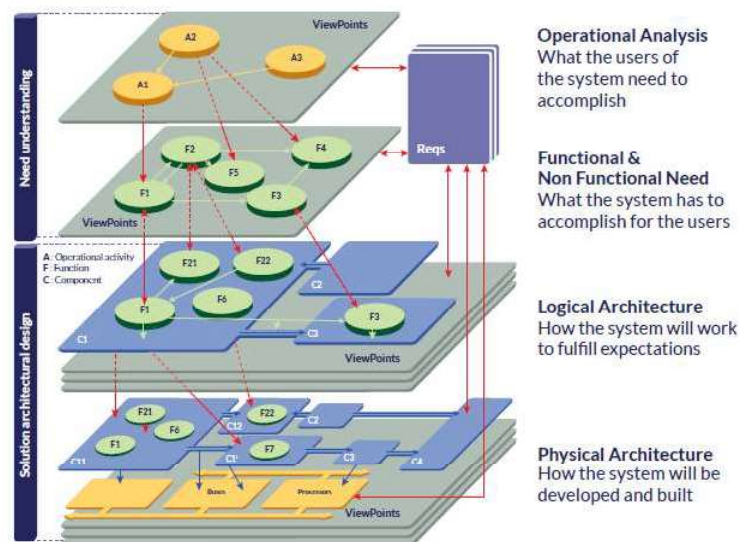 Need understanding
ViewPoints
A2
A3
A1
Reqs
F2
F4
F5
F1
F3
ViewPoints
Operational Analysis
What the users of
the system need to
accomplish
Functional &
Non Functional Need
What the system has to
accomplish for the users
Solution architectural design
A : Operational activity
F : Function
C : Component
F21
F22
C2
F6
F1
F3
C3
C1
ViewPoints
Logical Architecture
How the system will work
to fulfill expectations
F21
F22
C2
C12
F6
F1
F7
C3
C4
C11
Buses
Processors
ViewPoints
Physical Architecture
How the system will be
developed and built